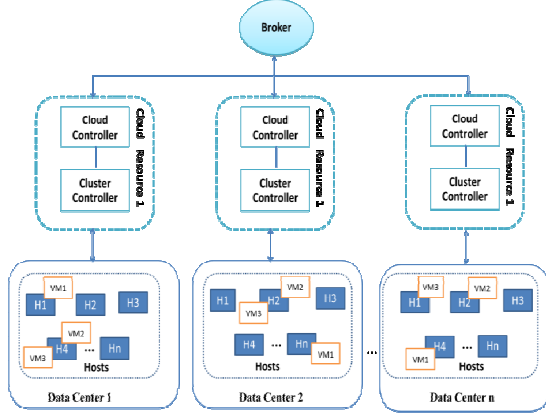 Broker
Cloud
Controller
Cluster
Controller
Cloud Resource 1
Cloud
Controller
Cluster
Controller
Cloud Resource 1
Cloud
Controller
Cluster
Controller
Cloud Resource 1
VM1
H1
H2
H3
VM2
VM3
H4
...
Hn
Hosts
Data Center 1
H1
VM2
H2
H3
VM3
H4
...
Hn
VM1
Hosts
Data Center 2
...
VM3
H1
VM2
H2
H3
H4
...
Hn
VM1
Hosts
Data Center n